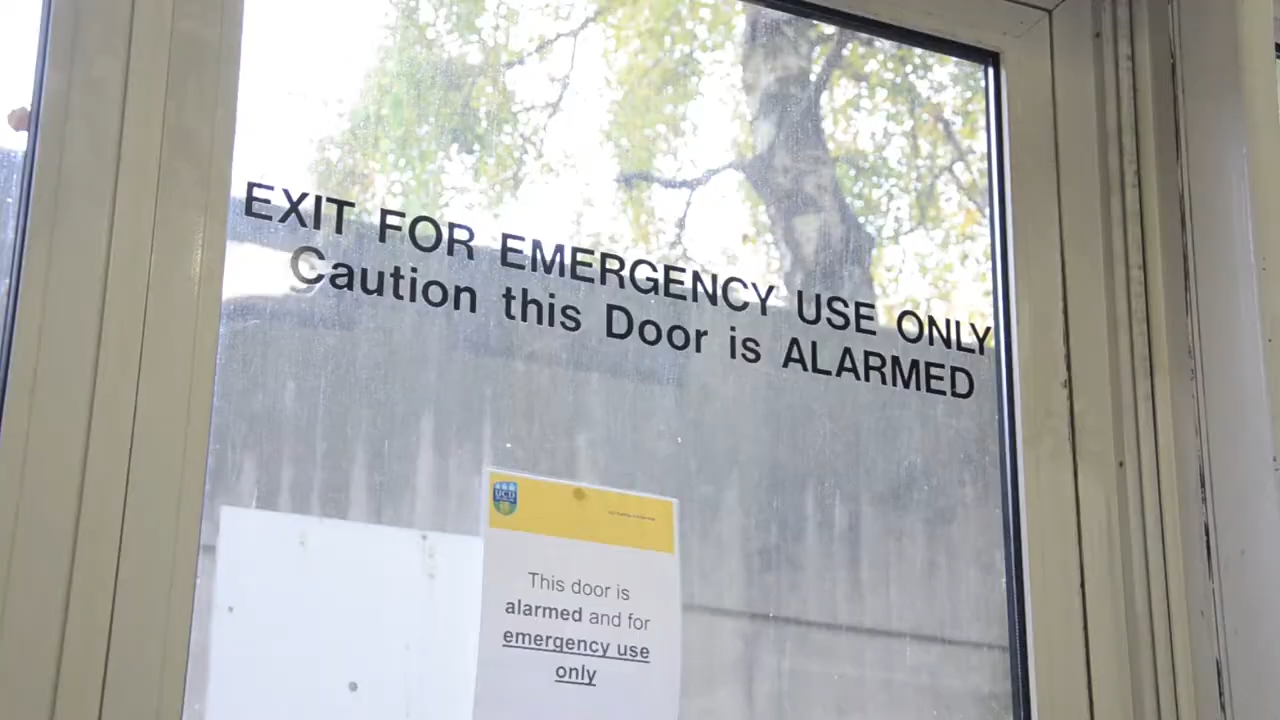 EXIT FOR EMERGENCY USE ONLY
Caution this Door is ALARMED
UCD
This door is
alarmed and for
emergency use
only